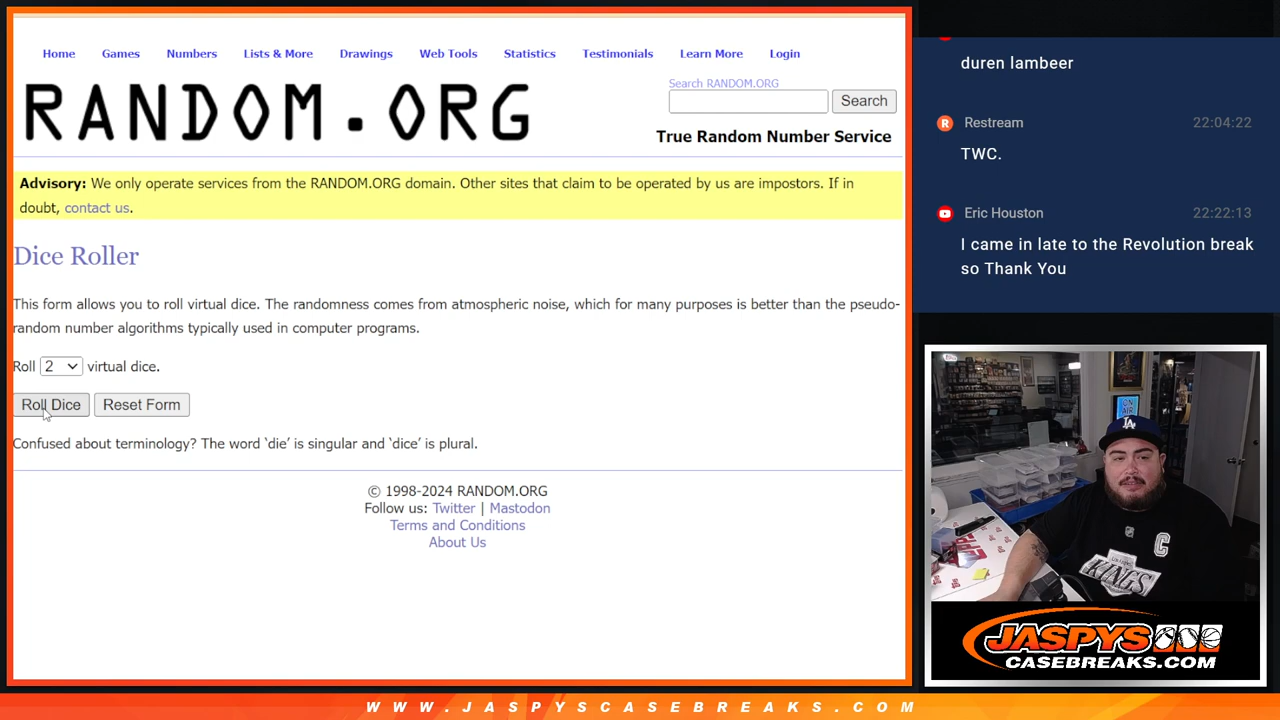 Home Games Numbers Lists & More Drawings Web Tools Statistics Testimonials Learn More Login
RANDOM.ORG
Search RANDOM.ORG
Search
True Random Number Service
Advisory: We only operate services from the RANDOM.ORG domain. Other sites that claim to be operated by us are impostors. If in
doubt, contact us.
Dice Roller
This form allows you to roll virtual dice. The randomness comes from atmospheric noise, which for many purposes is better than the pseudo-
random number algorithms typically used in computer programs.
Roll 2 virtual dice.
Roll Dice Reset Form
Confused about terminology? The word ‘die’ is singular and ‘dice’ is plural.
© 1998-2024 RANDOM.ORG
Follow us: Twitter | Mastodon
Terms and Conditions
About Us
duren lambeer
Restream 22:04:22
TWC.
Eric Houston 22:22:13
I came in late to the Revolution break
so Thank You
ON AIR
LA
C
KINGS
JASPYS
CASEBREAKS.COM
WWW.JASPYSCASEBREAKS.COM